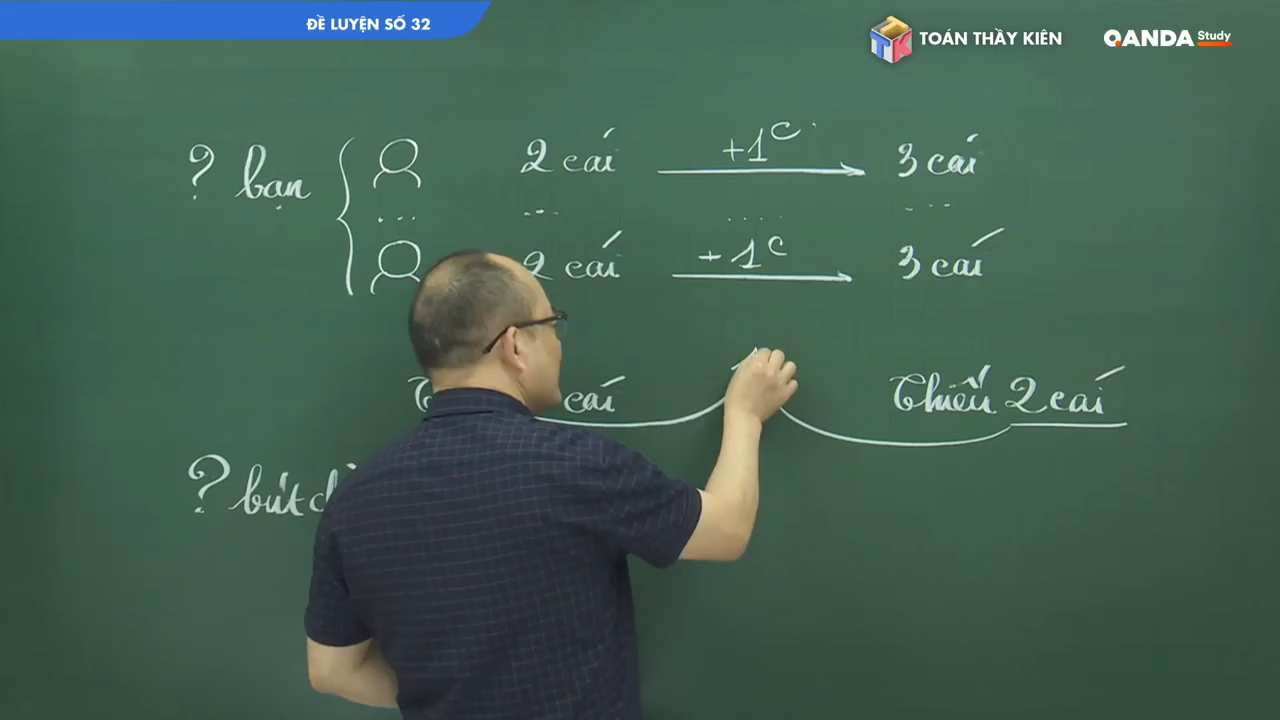 ĐỀ LUYỆN SỐ 32
TOÁN THẦY KIÊN
QANDA Study
? bạn
2 cái +1c 3 cái
... ... .... ...
2 cái +1c 3 cái
cái Thiếu 2 cái
? bút